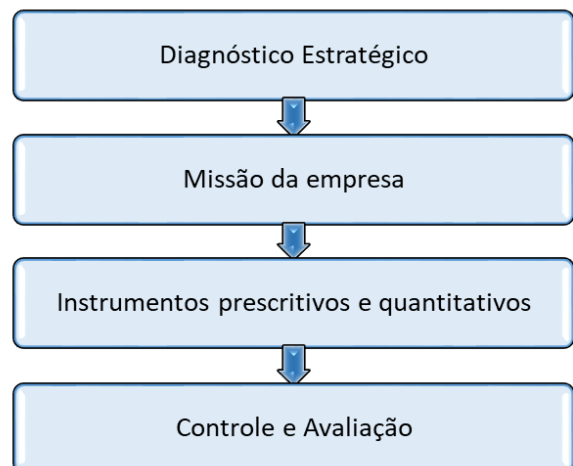 Diagnóstico Estratégico
Missão da empresa
Instrumentos prescritivos e quantitativos
Controle e Avaliação